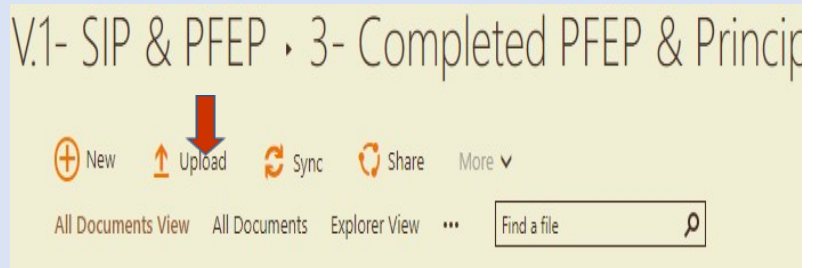 V.1- SIP & PFEP ▸ 3- Completed PFEP & Princip
New Upload Sync Share More
All Documents View All Documents Explorer View ••• Find a file